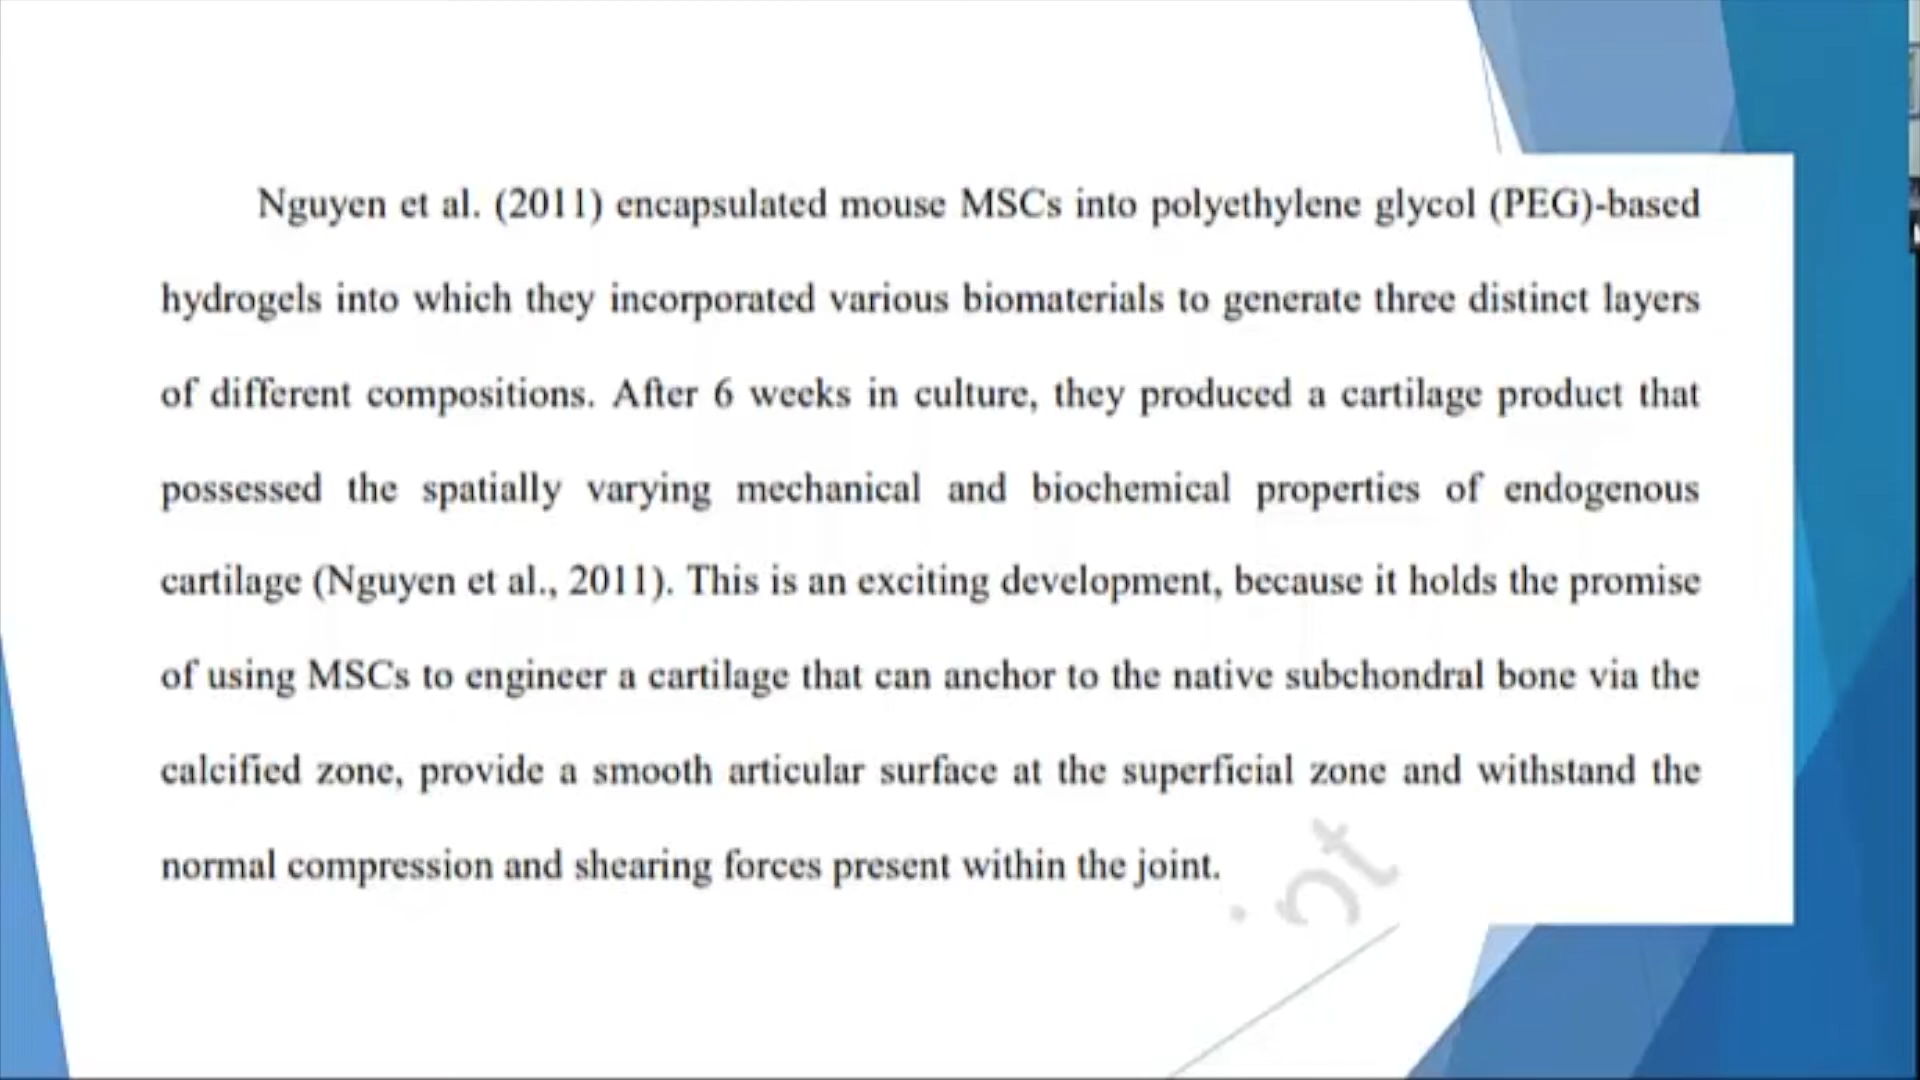 Nguyen et al. (2011) encapsulated mouse MSCs into polyethylene glycol (PEG)-based
hydrogels into which they incorporated various biomaterials to generate three distinct layers
of different compositions. After 6 weeks in culture, they produced a cartilage product that
possessed the spatially varying mechanical and biochemical properties of endogenous
cartilage (Nguyen et al., 2011). This is an exciting development, because it holds the promise
of using MSCs to engineer a cartilage that can anchor to the native subchondral bone via the
calcified zone, provide a smooth articular surface at the superficial zone and withstand the
normal compression and shearing forces present within the joint.